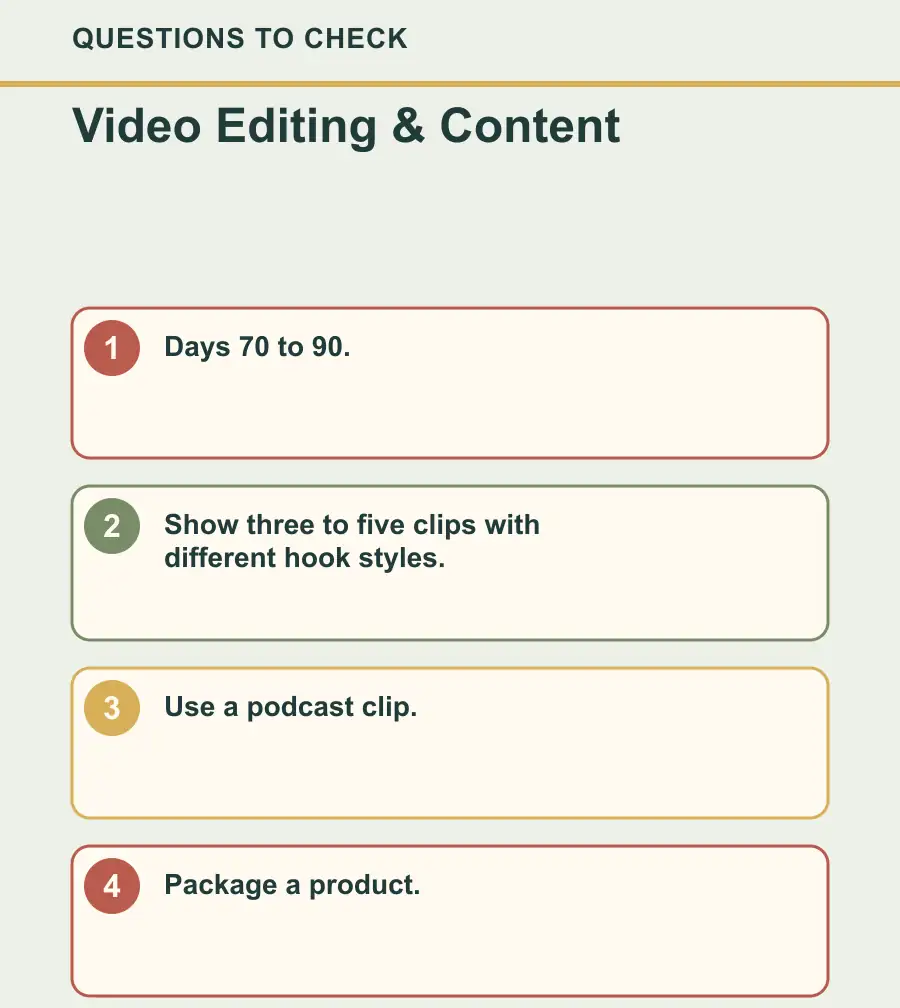 QUESTIONS TO CHECK
Video Editing & Content
1
Days 70 to 90.
2
Show three to five clips with
different hook styles.
3
Use a podcast clip.
4
Package a product.